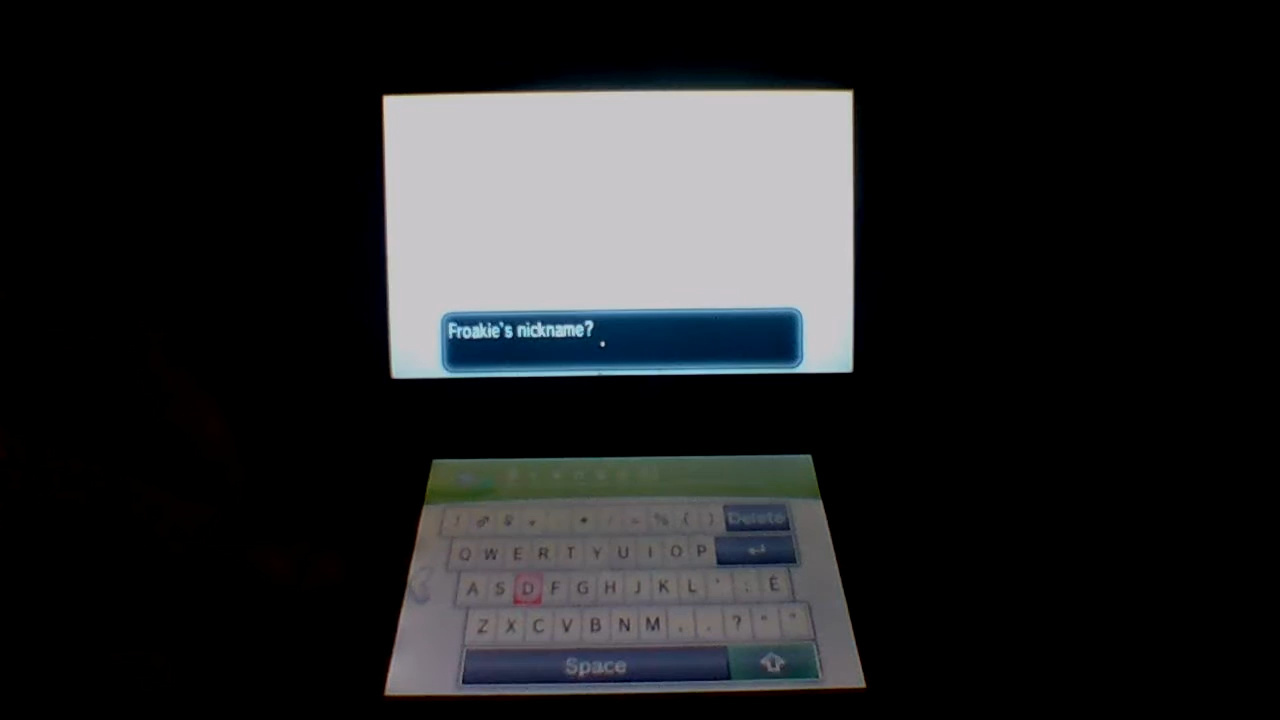 Froakie's nickname?
% ( ) Delete
Q W E R T Y U I O P
A S D F G H J K L ' É
Z X C V B N M ? " "
Space